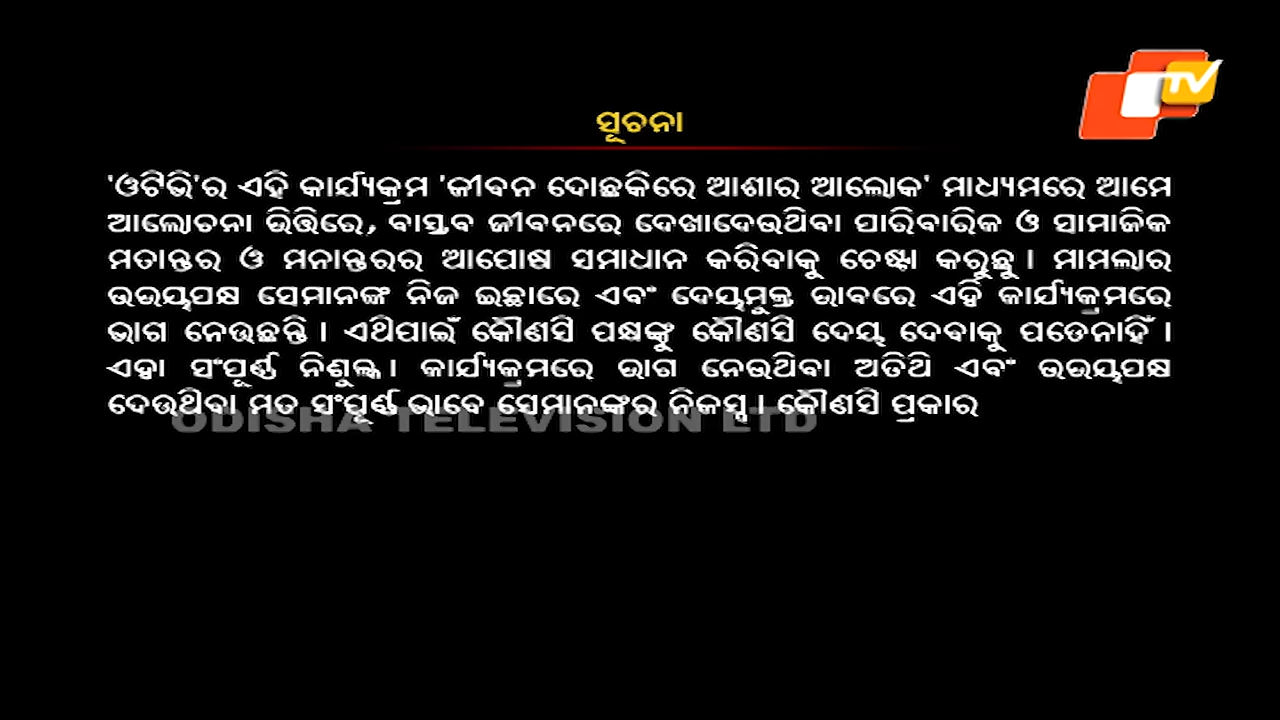 TV
ସୂଚନା
'ଓଟିଭି'ର ଏହି କାର୍ଯ୍ୟକ୍ରମ 'ଜୀବନ ଦୋଛକିରେ ଆଶାର ଆଲୋକ' ମାଧ୍ୟମରେ ଆମେ
ଆଲୋଚନା ଭିତ୍ତିରେ, ବାସ୍ତବ ଜୀବନରେ ଦେଖାଦେଉଥିବା ପାରିବାରିକ ଓ ସାମାଜିକ
ମତାନ୍ତର ଓ ମନାନ୍ତରର ଆପୋଷ ସମାଧାନ କରିବାକୁ ଚେଷ୍ଟା କରୁଛୁ । ମାମଲାର
ଉଭୟପକ୍ଷ ସେମାନଙ୍କ ନିଜ ଇଛାରେ ଏବଂ ଦେୟମୁକ୍ତ ଭାବରେ ଏହି କାର୍ଯ୍ୟକ୍ରମରେ
ଭାଗ ନେଉଛନ୍ତି । ଏଥିପାଇଁ କୌଣସି ପକ୍ଷଙ୍କୁ କୌଣସି ଦେୟ ଦେବାକୁ ପଡେନାହିଁ ।
ଏହା ସଂପୂର୍ଣ୍ଣ ନିଶୁଳ୍କ । କାର୍ଯ୍ୟକ୍ରମରେ ଭାଗ ନେଉଥିବା ଅତିଥି ଏବଂ ଉଭୟପକ୍ଷ
ଦେଉଥିବା ମତ ସଂପୂର୍ଣ୍ଣ ଭାବେ ସେମାନଙ୍କର ନିଜସ୍ୱ । କୌଣସି ପ୍ରକାର
ODISHA TELEVISION LTD